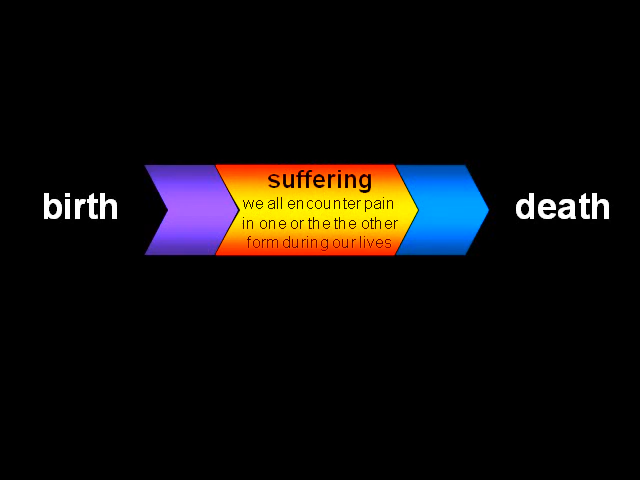 birth
suffering
we all encounter pain
in one or the the other
form during our lives
death